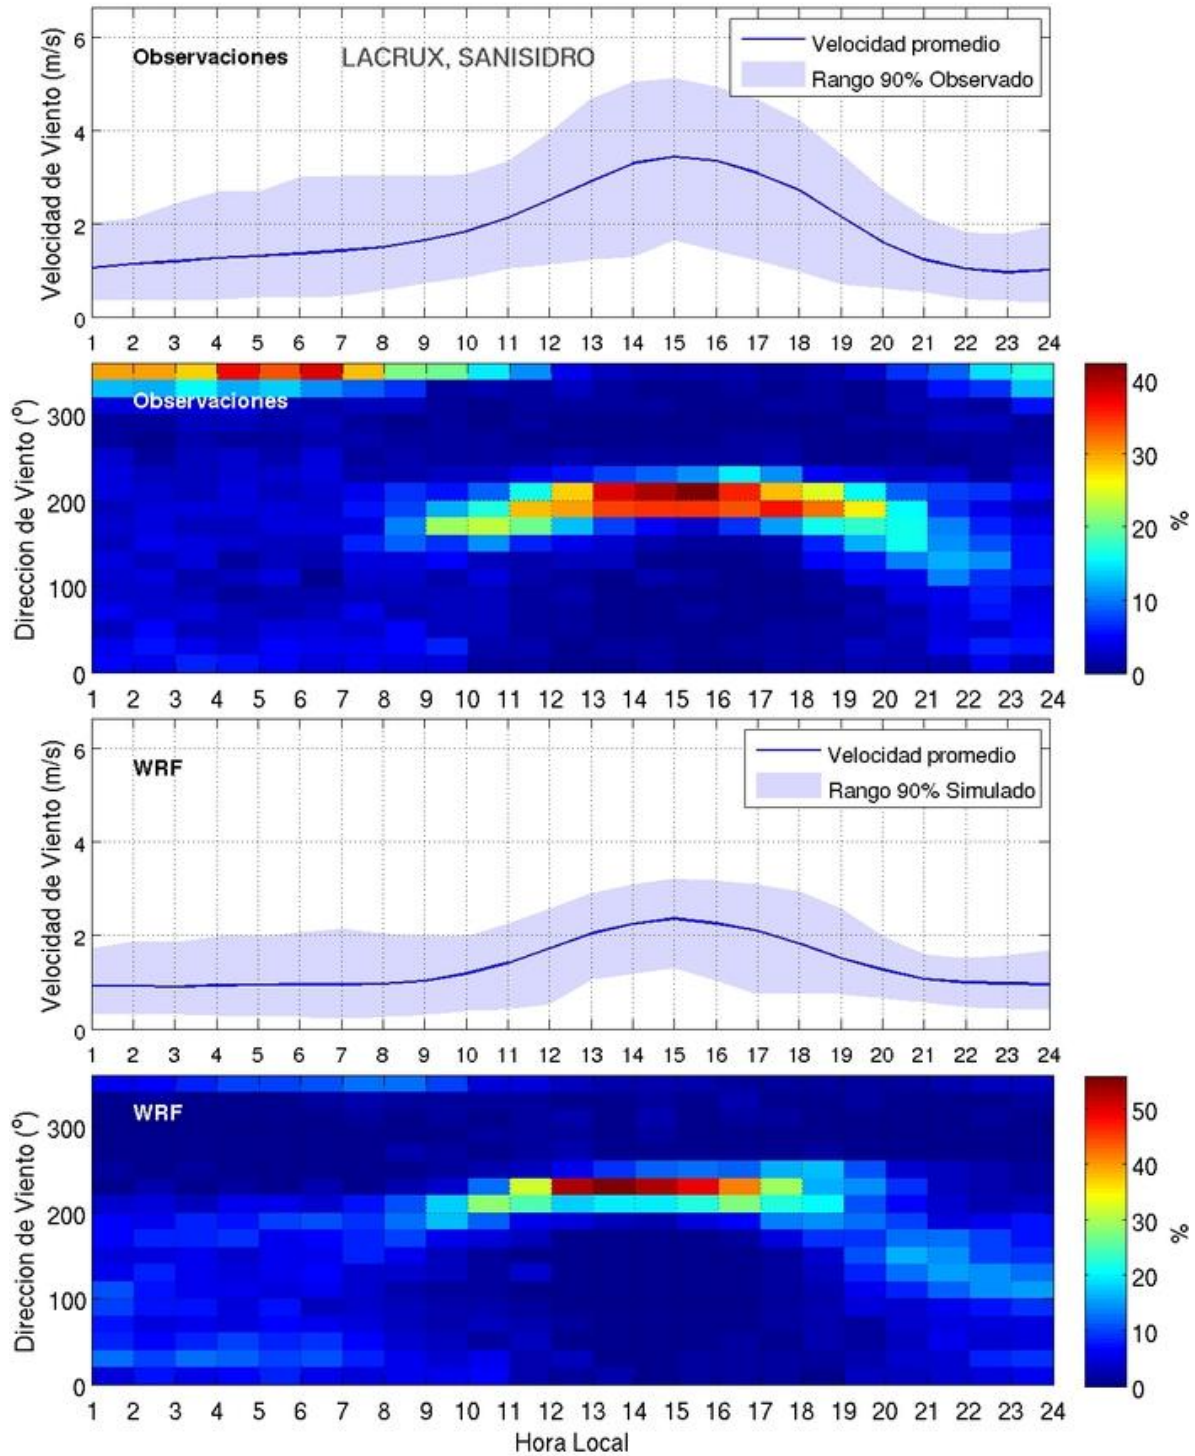 Observaciones LACRUX, SANISIDRO
Velocidad promedio
Rango 90% Observado
Velocidad de Viento (m/s)
6
4
2
0
1 2 3 4 5 6 7 8 9 10 11 12 13 14 15 16 17 18 19 20 21 22 23 24
Observaciones
Direccion de Viento (º)
300
200
100
0
1 2 3 4 5 6 7 8 9 10 11 12 13 14 15 16 17 18 19 20 21 22 23 24
40
30
20
10
0
%
WRF
Velocidad promedio
Rango 90% Simulado
Velocidad de Viento (m/s)
6
4
2
0
1 2 3 4 5 6 7 8 9 10 11 12 13 14 15 16 17 18 19 20 21 22 23 24
WRF
Direccion de Viento (º)
300
200
100
0
1 2 3 4 5 6 7 8 9 10 11 12 13 14 15 16 17 18 19 20 21 22 23 24
Hora Local
50
40
30
20
10
0
%